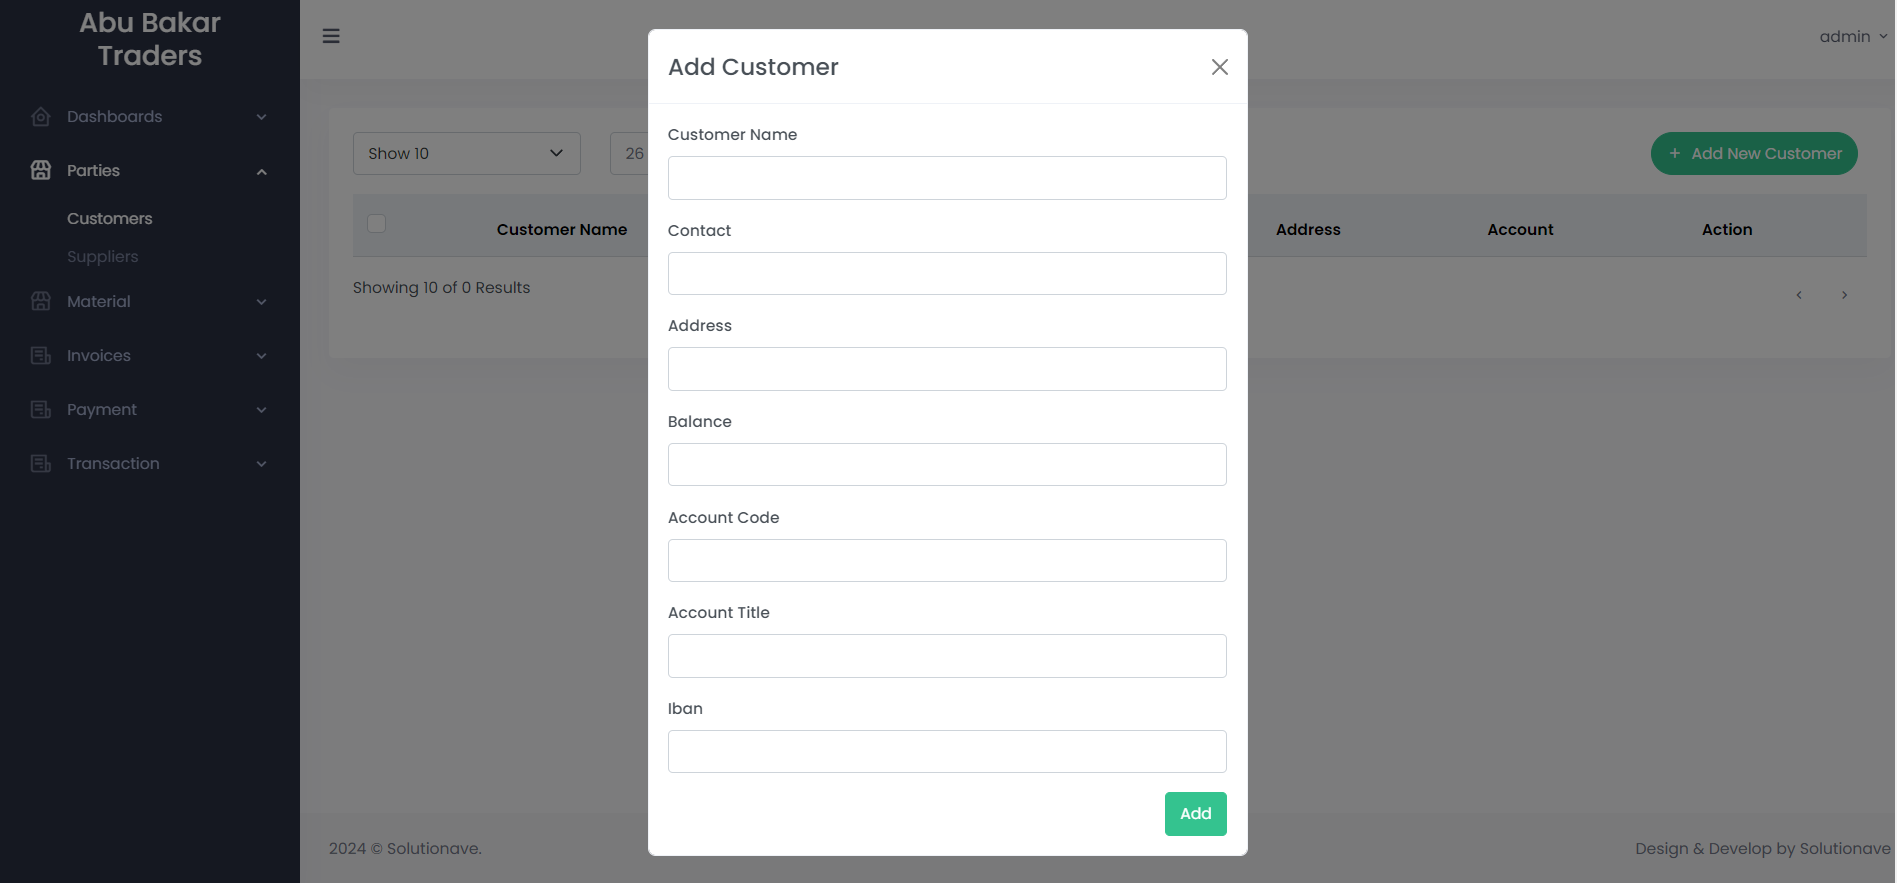 Abu Bakar
Traders
Dashboards
Parties
Customers
Suppliers
Material
Invoices
Payment
Transaction
admin
Show 10
26
+ Add New Customer
Customer Name
Address
Account
Action
Showing 10 of 0 Results
Add Customer
Customer Name
Contact
Address
Balance
Account Code
Account Title
Iban
Add
2024 © Solutionave.
Design & Develop by Solutionave